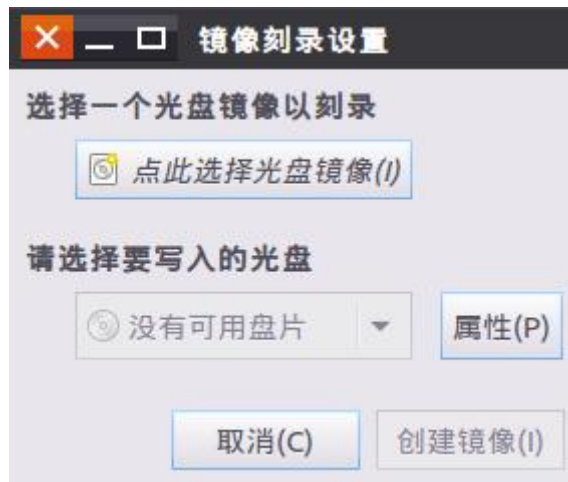 镜像刻录设置
选择一个光盘镜像以刻录
点此选择光盘镜像(I)
请选择要写入的光盘
没有可用盘片
属性(P)
取消(C)
创建镜像(I)